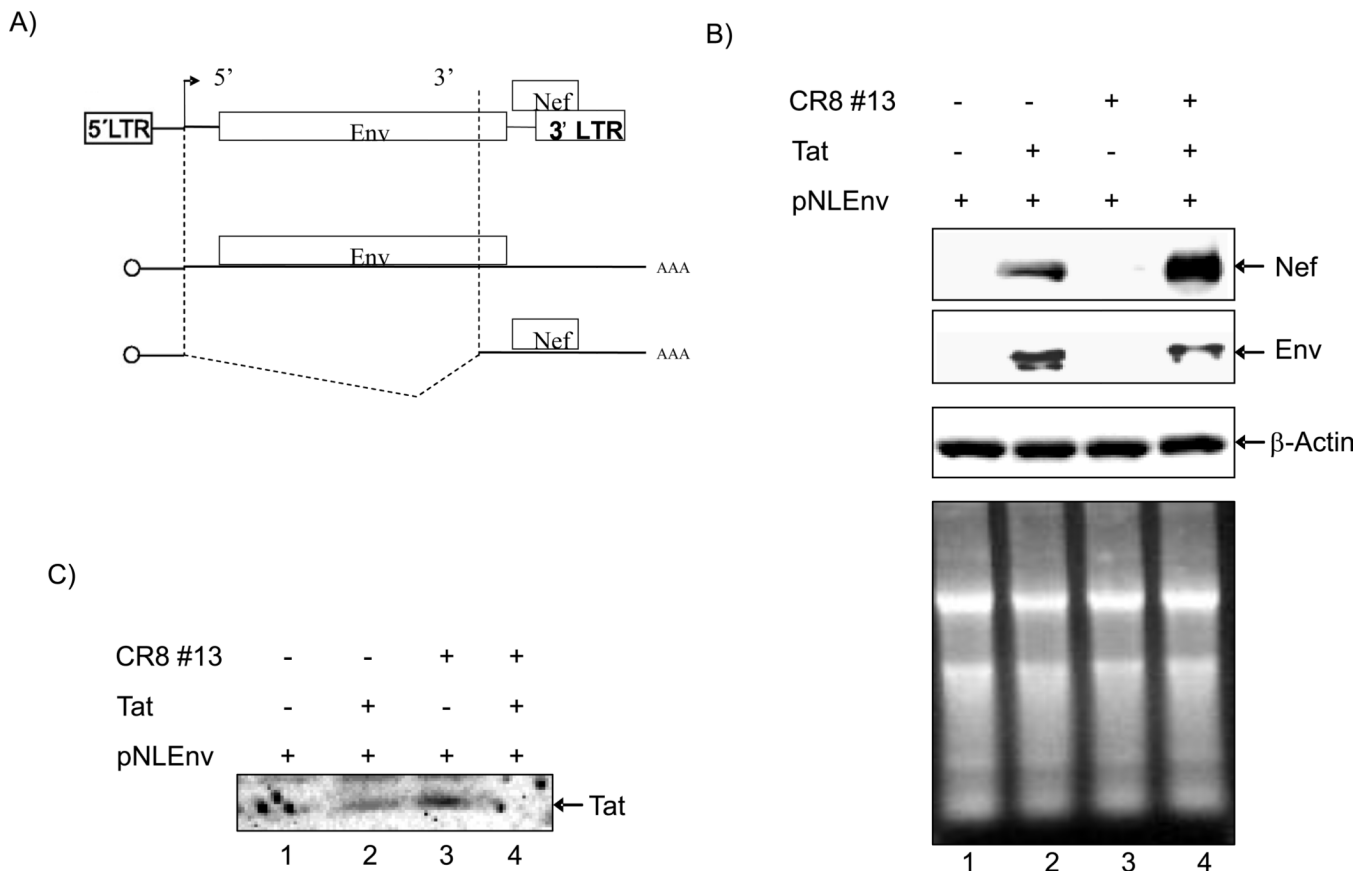 A)
5' 3'
Nef
5'LTR Env 3' LTR
Env
AAA
Nef
AAA
B)
CR8 #13 - - + +
Tat - + - +
pNLEnv + + + +
Nef
Env
β-Actin
1 2 3 4
C)
CR8 #13 - - + +
Tat - + - +
pNLEnv + + + +
Tat
1 2 3 4